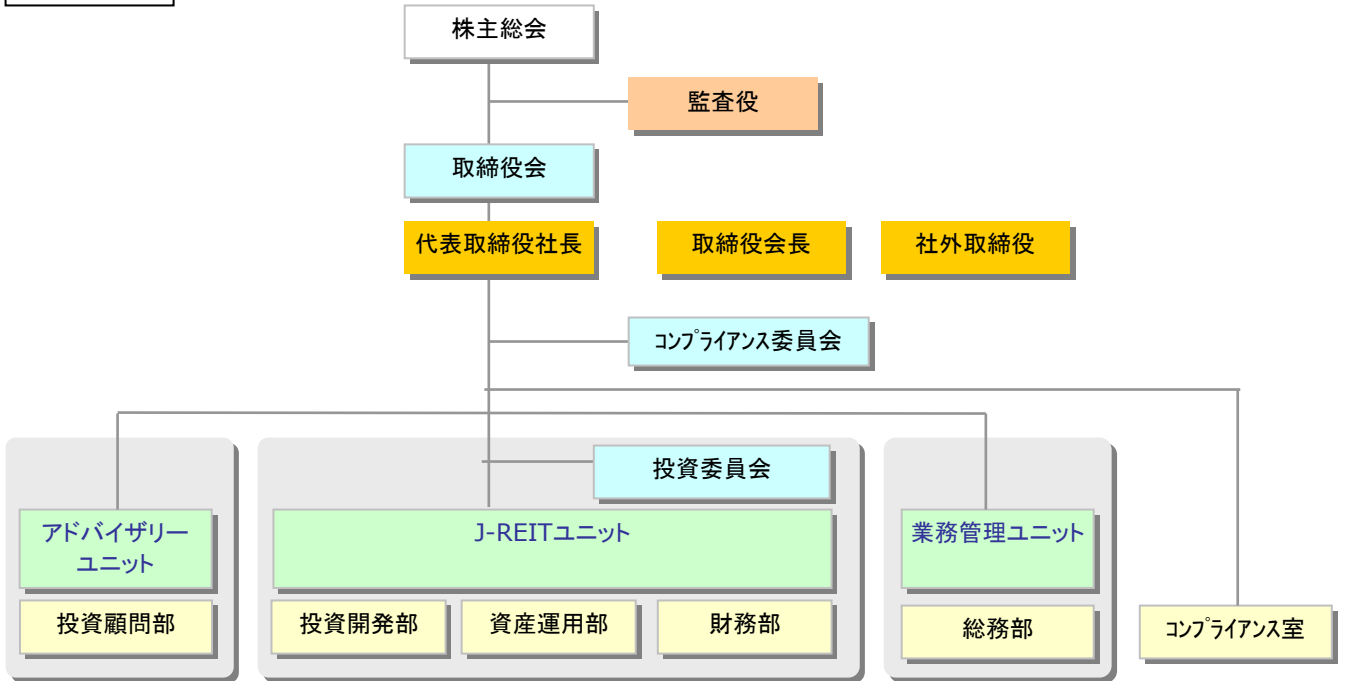 株主総会
監査役
取締役会
代表取締役社長
取締役会長
社外取締役
ｺﾝﾌﾟﾗｲｱﾝｽ委員会
投資委員会
アドバイザリー
ユニット
J-REITユニット
業務管理ユニット
投資顧問部
投資開発部
資産運用部
財務部
総務部
ｺﾝﾌﾟﾗｲｱﾝｽ室